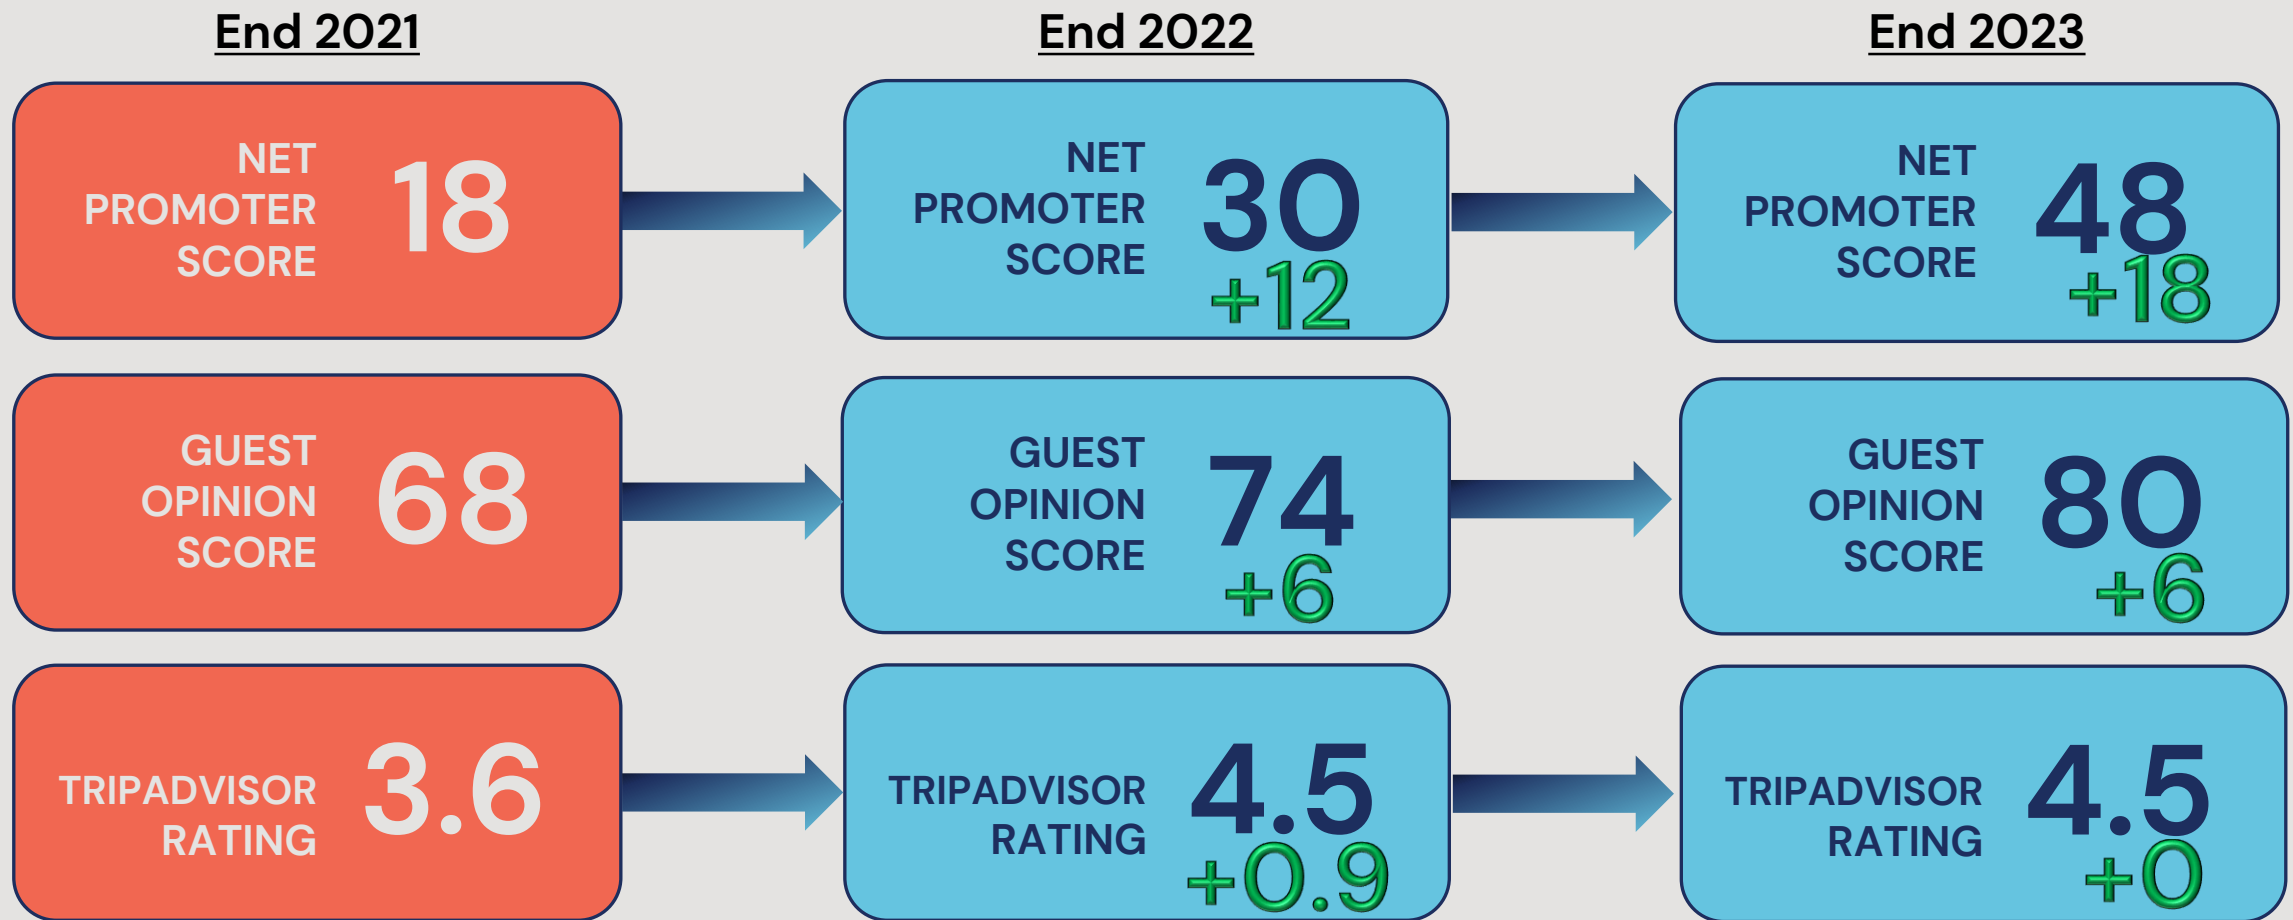 End 2021
End 2022
End 2023
NET
PROMOTER
SCORE
18
NET
PROMOTER
SCORE
30
+12
NET
PROMOTER
SCORE
48
+18
GUEST
OPINION
SCORE
68
GUEST
OPINION
SCORE
74
+6
GUEST
OPINION
SCORE
80
+6
TRIPADVISOR
RATING
3.6
TRIPADVISOR
RATING
4.5
+0.9
TRIPADVISOR
RATING
4.5
+0